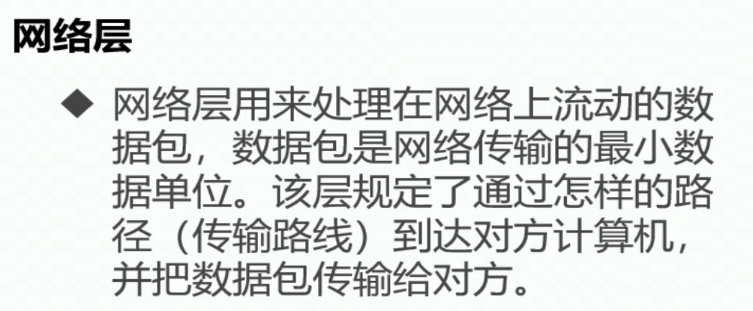 网络层
◆ 网络层用来处理在网络上流动的数
据包，数据包是网络传输的最小数
据单位。该层规定了通过怎样的路
径（传输路线）到达对方计算机，
并把数据包传输给对方。